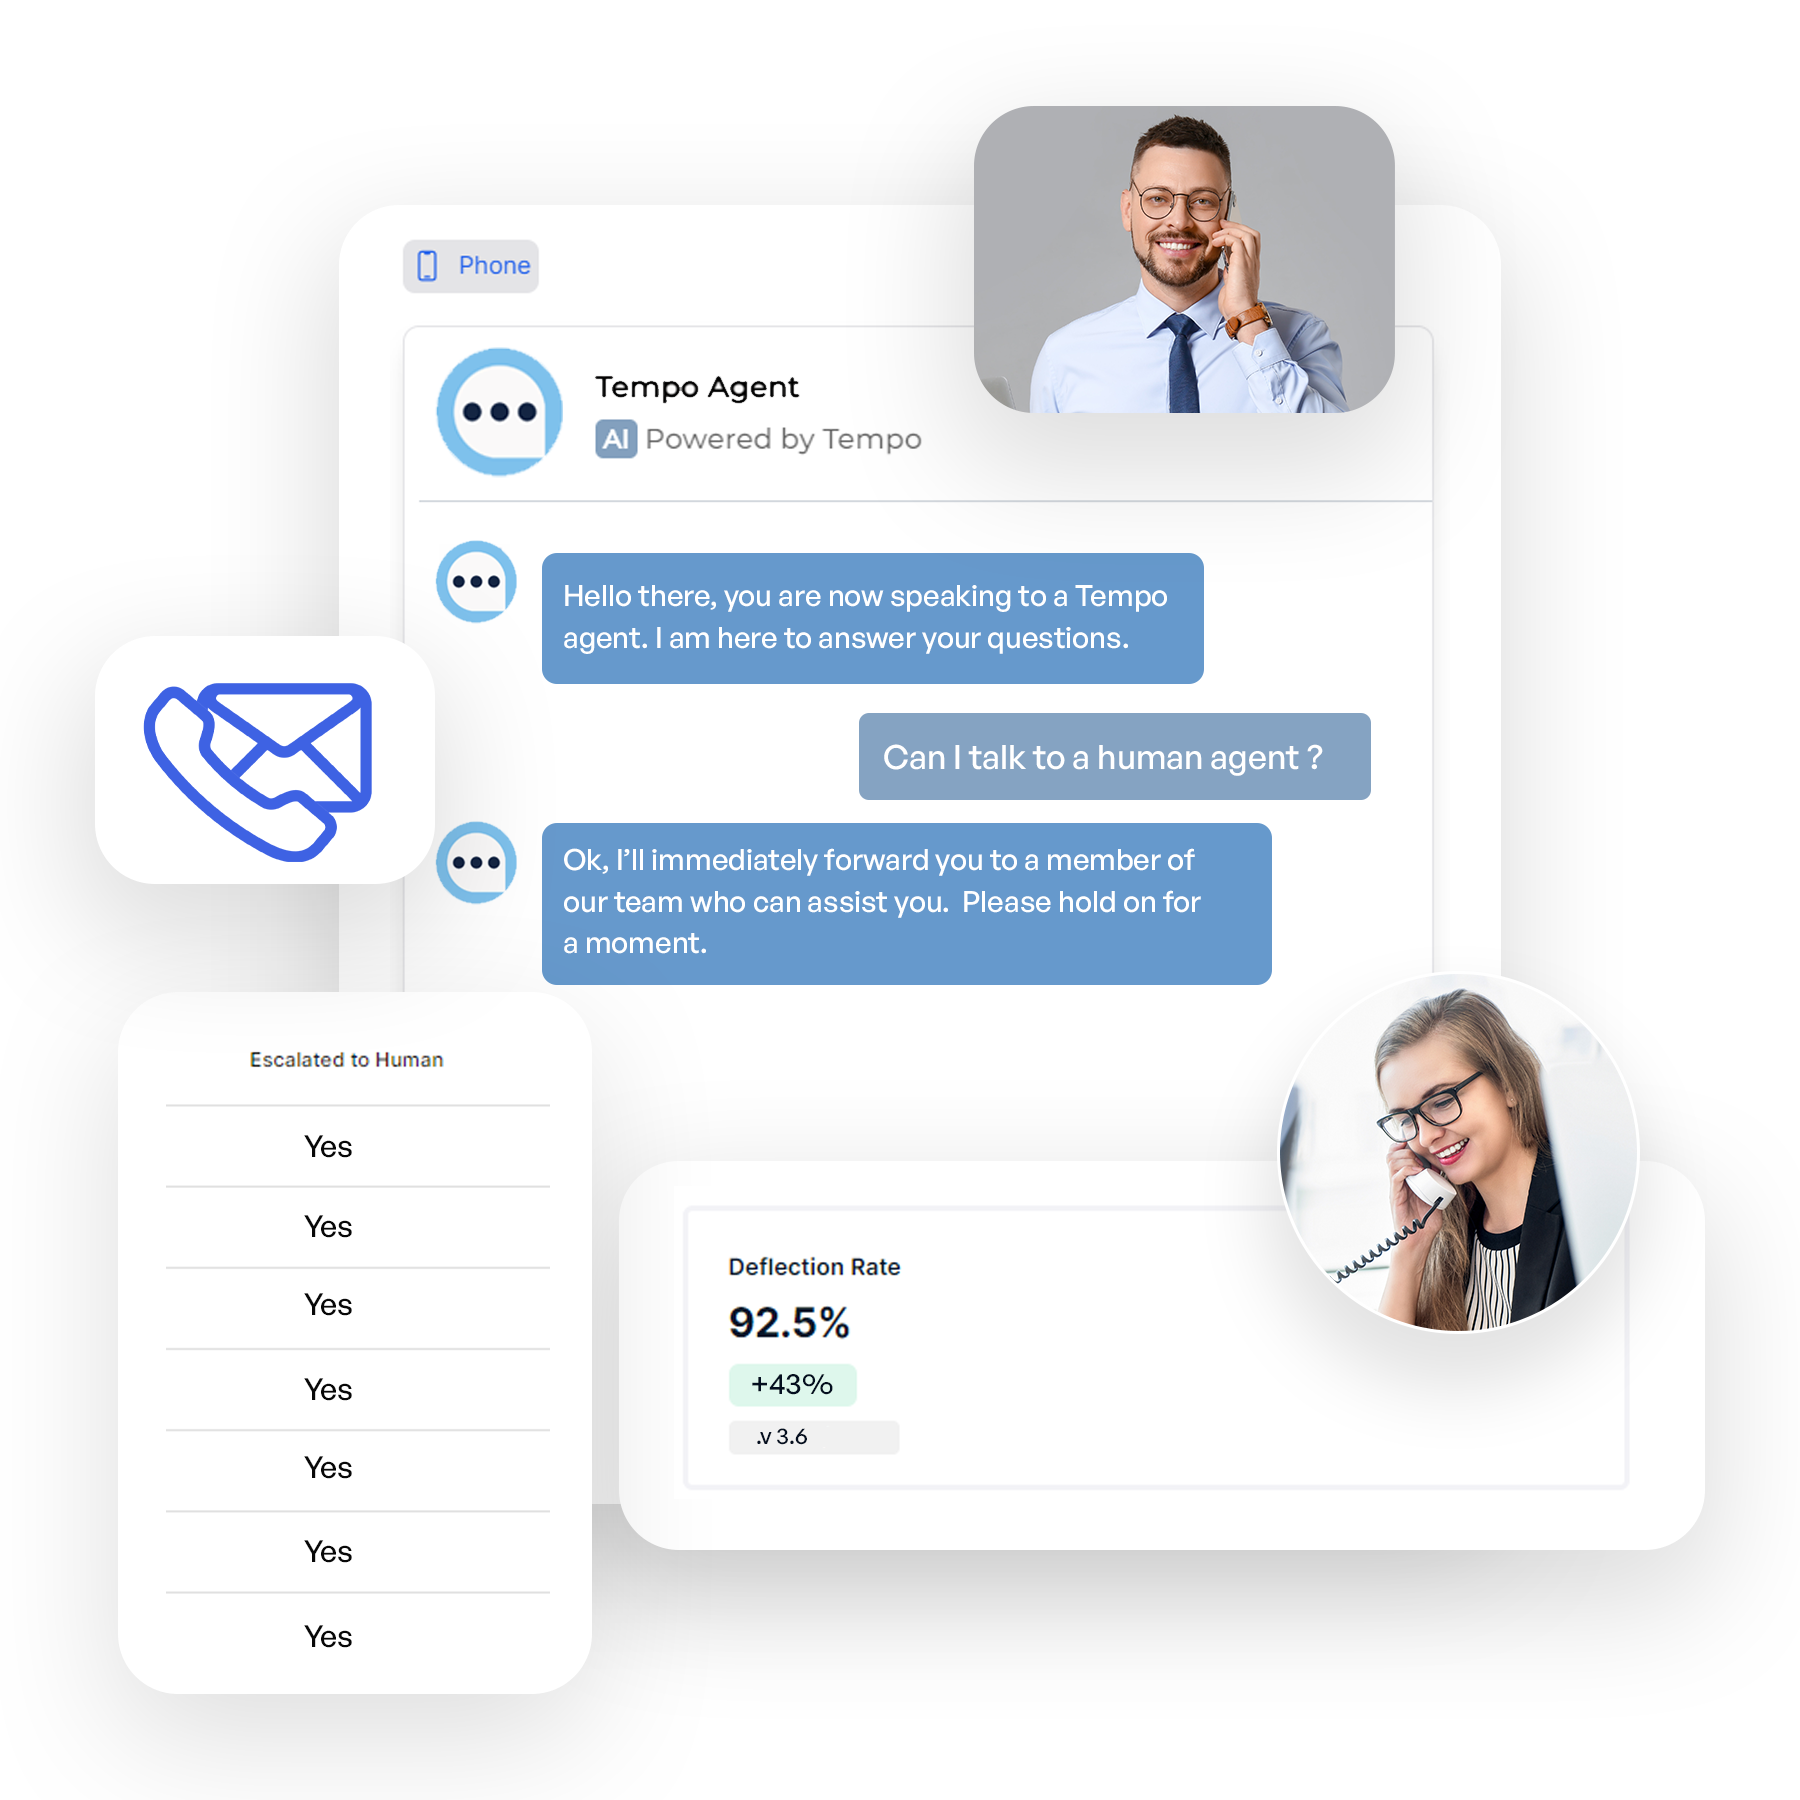 Phone
Tempo Agent
AI Powered by Tempo
Hello there, you are now speaking to a Tempo
agent. I am here to answer your questions.
Can I talk to a human agent ?
Ok, I’ll immediately forward you to a member of
our team who can assist you.  Please hold on for
a moment.
Escalated to Human
Yes
Yes
Yes
Yes
Yes
Yes
Yes
Deflection Rate
92.5%
+43%
.v 3.6